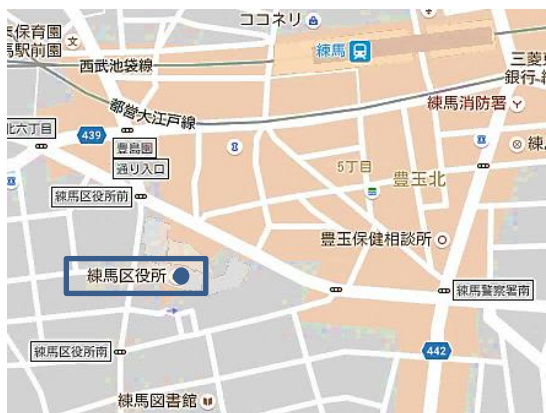 ココネリ
保育園
馬駅前園
練馬
西武池袋線
三菱東
銀行
都営大江戸線
練馬消防署
北六丁目
439
豊島園
通り入口
5丁目
豊玉北
練馬区役所前
豊玉保健相談所
練馬区役所
練馬警察署南
練馬区役所南
442
練馬図書館